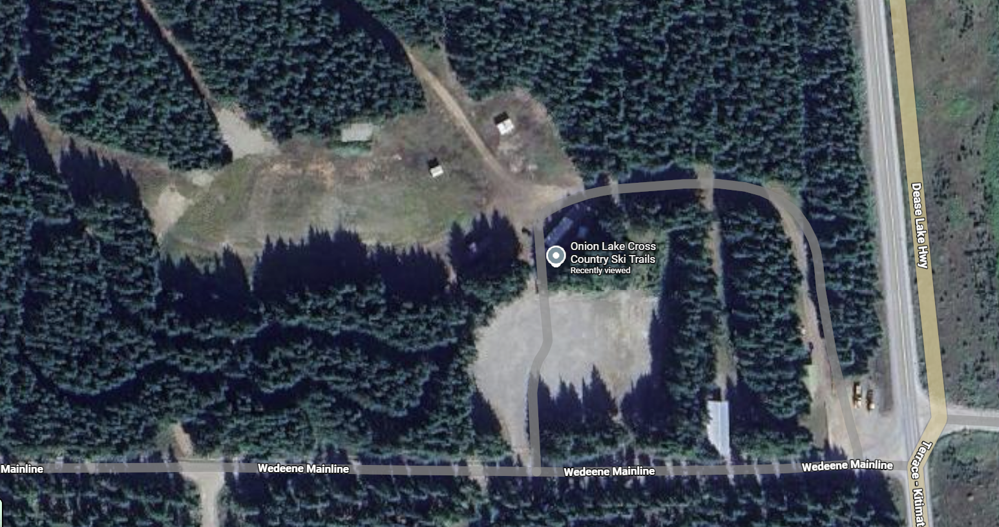 Onion Lake Cross
Country Ski Trails
Recently viewed
Dease Lake Hwy
Mainline
Wedeene Mainline
Wedeene Mainline
Wedeene Mainline
Terrace - Kitimat